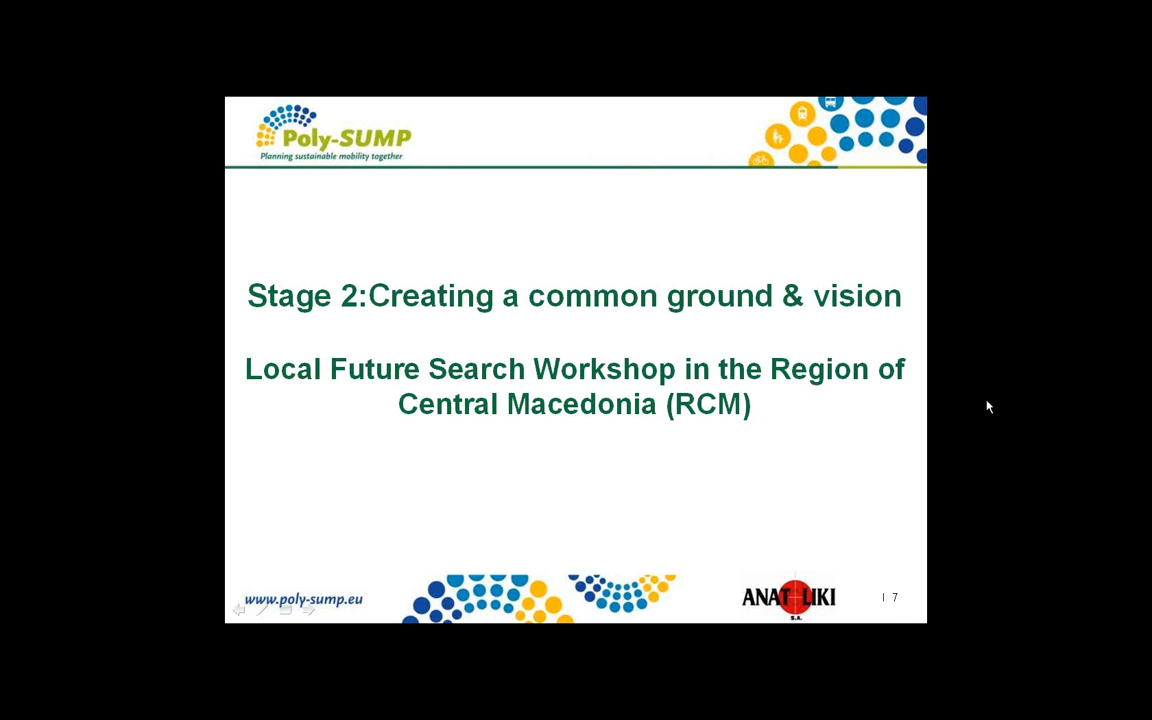 Poly-SUMP
Planning sustainable mobility together
Stage 2:Creating a common ground & vision
Local Future Search Workshop in the Region of
Central Macedonia (RCM)
www.poly-sump.eu
ANATOLIKI
S.A.
| 7